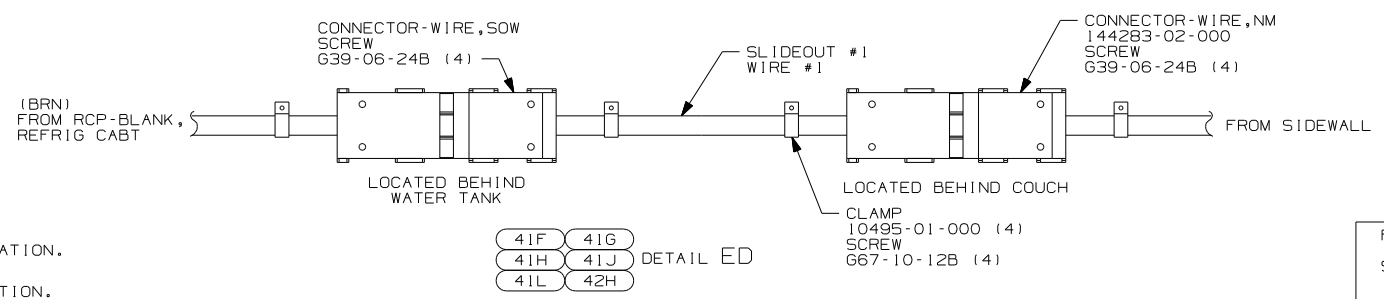 CONNECTOR-WIRE,SOW
SCREW
G39-06-24B (4)
SLIDEOUT #1
WIRE #1
CONNECTOR-WIRE,NM
144283-02-000
SCREW
G39-06-24B (4)
(BRN)
FROM RCP-BLANK,
REFRIG CABT
FROM SIDEWALL
LOCATED BEHIND
WATER TANK
LOCATED BEHIND COUCH
CLAMP
10495-01-000 (4)
SCREW
G67-10-12B (4)
41F 41G
41H 41J
41L 42H
DETAIL ED
ATION.
TION.